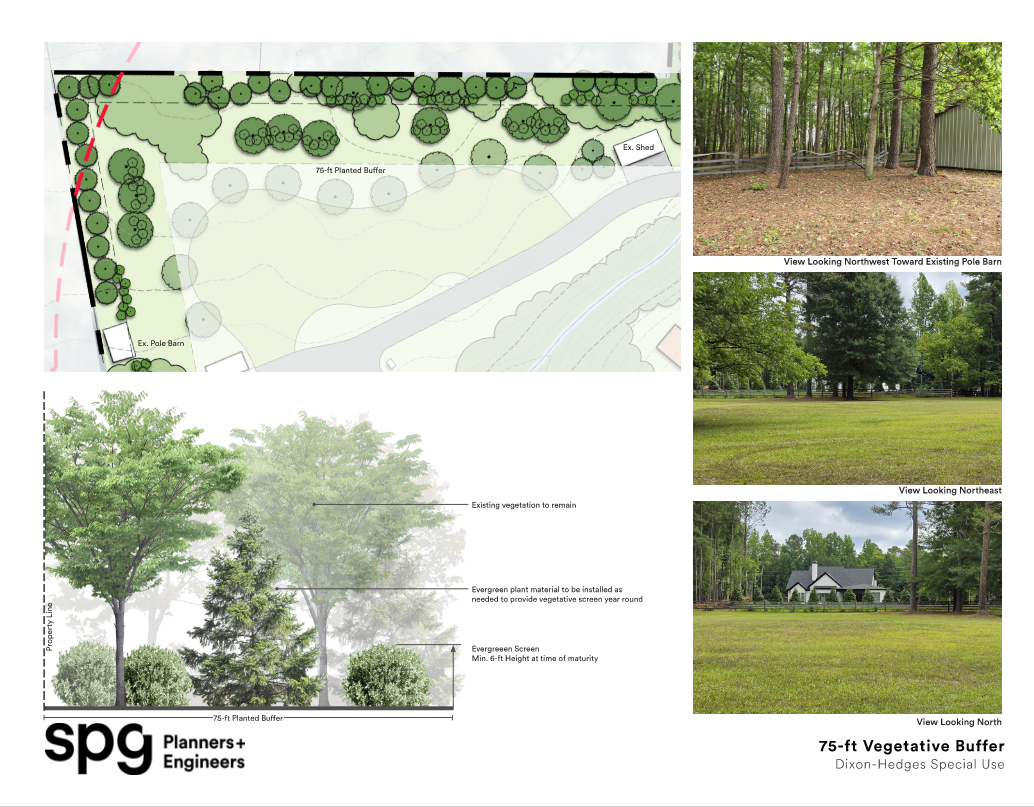 Ex. Shed
75-ft Planted Buffer
Ex. Pole Barn
View Looking Northwest Toward Existing Pole Barn
View Looking Northeast
View Looking North
Existing vegetation to remain
Evergreen plant material to be installed as
needed to provide vegetative screen year round
Evergreeen Screen
Min. 6-ft Height at time of maturity
Property Line
75-ft Planted Buffer
spg Planners+
Engineers
75-ft Vegetative Buffer
Dixon-Hedges Special Use